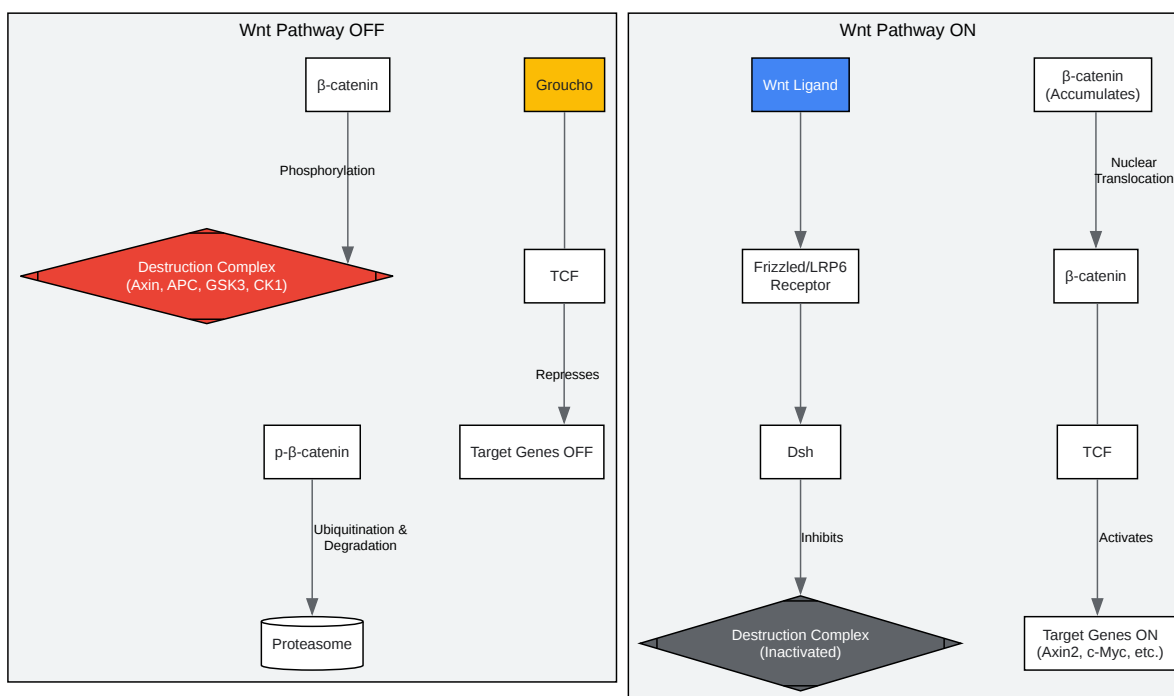 Wnt Pathway OFF
β-catenin
Groucho
Phosphorylation
Destruction Complex
(Axin, APC, GSK3, CK1)
TCF
Represses
p-β-catenin
Target Genes OFF
Ubiquitination &
Degradation
Proteasome
Wnt Pathway ON
Wnt Ligand
β-catenin
(Accumulates)
Nuclear
Translocation
Frizzled/LRP6
Receptor
β-catenin
Dsh
TCF
Inhibits
Activates
Destruction Complex
(Inactivated)
Target Genes ON
(Axin2, c-Myc, etc.)